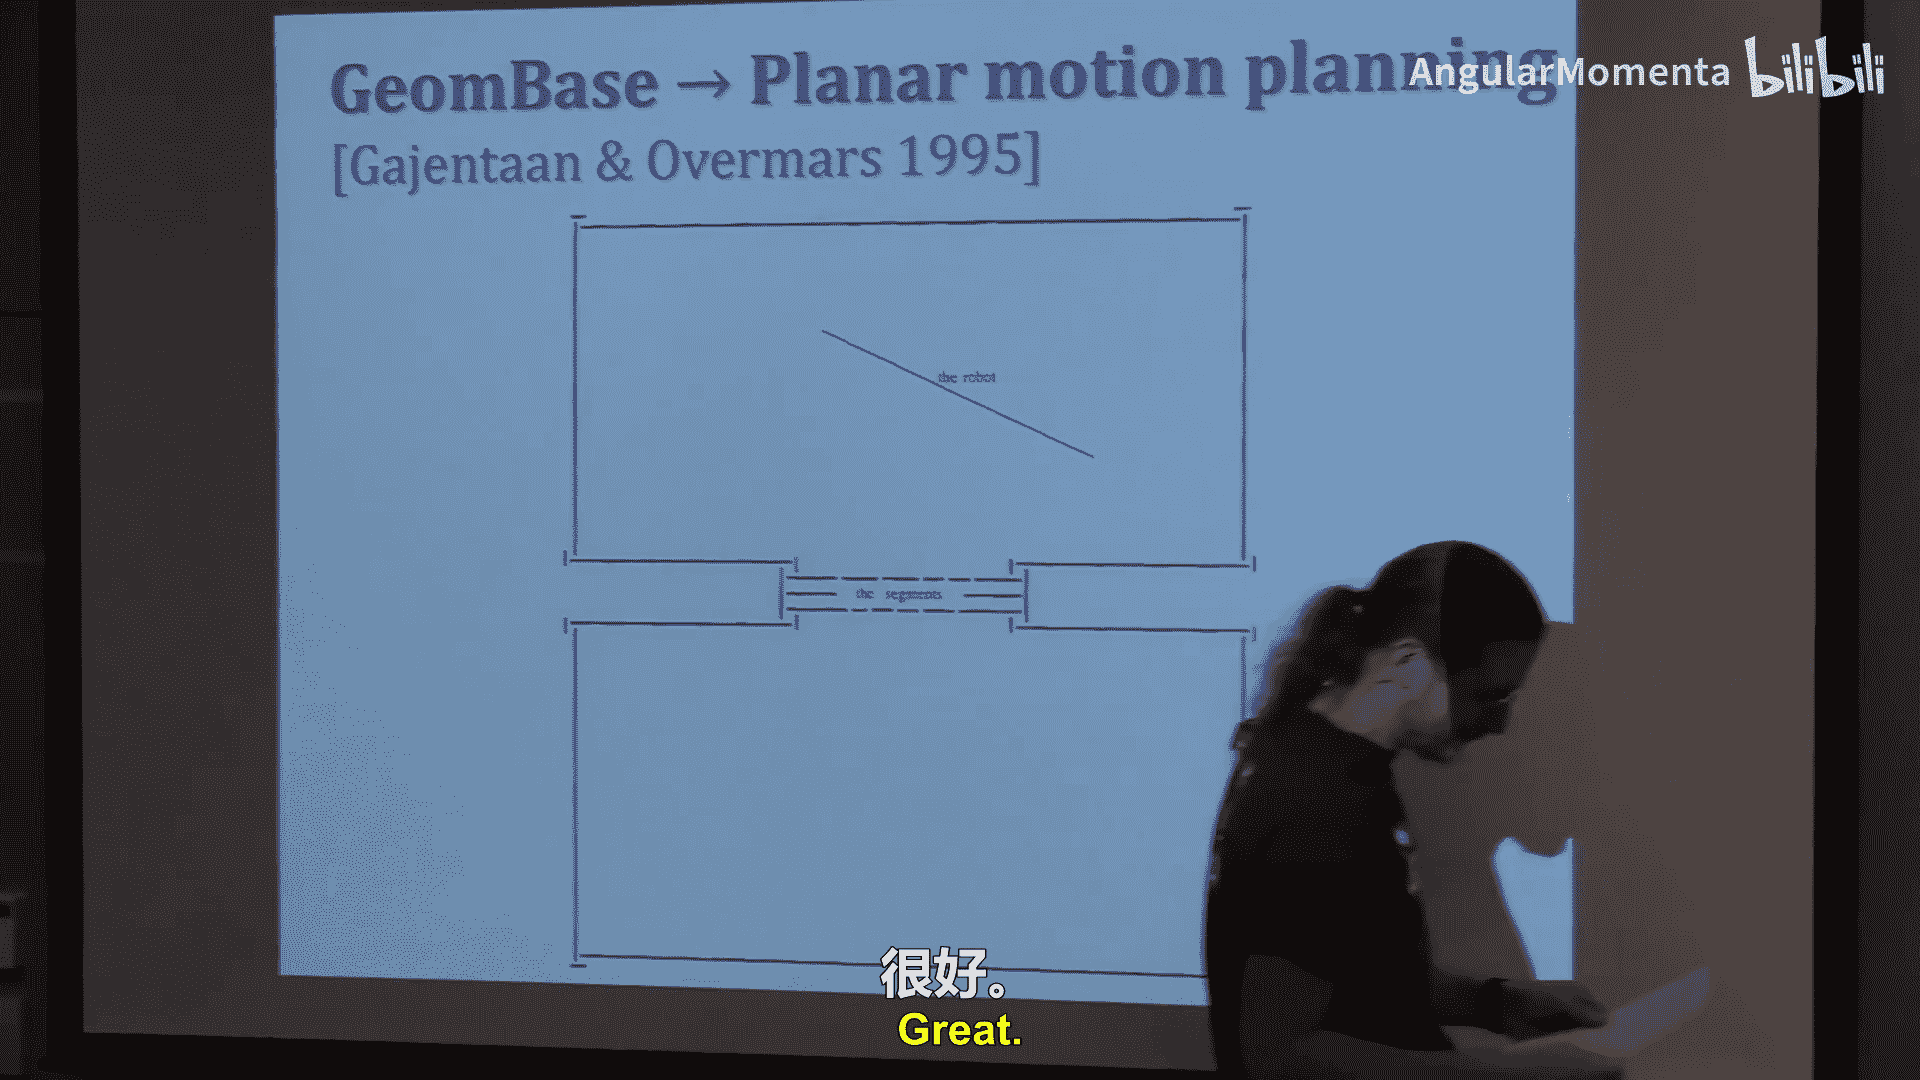 GeomBase → Planar motion planning
AngularMomenta bilibili
[Gajentaan & Overmars 1995]
the robot
the segments
很好。
Great.